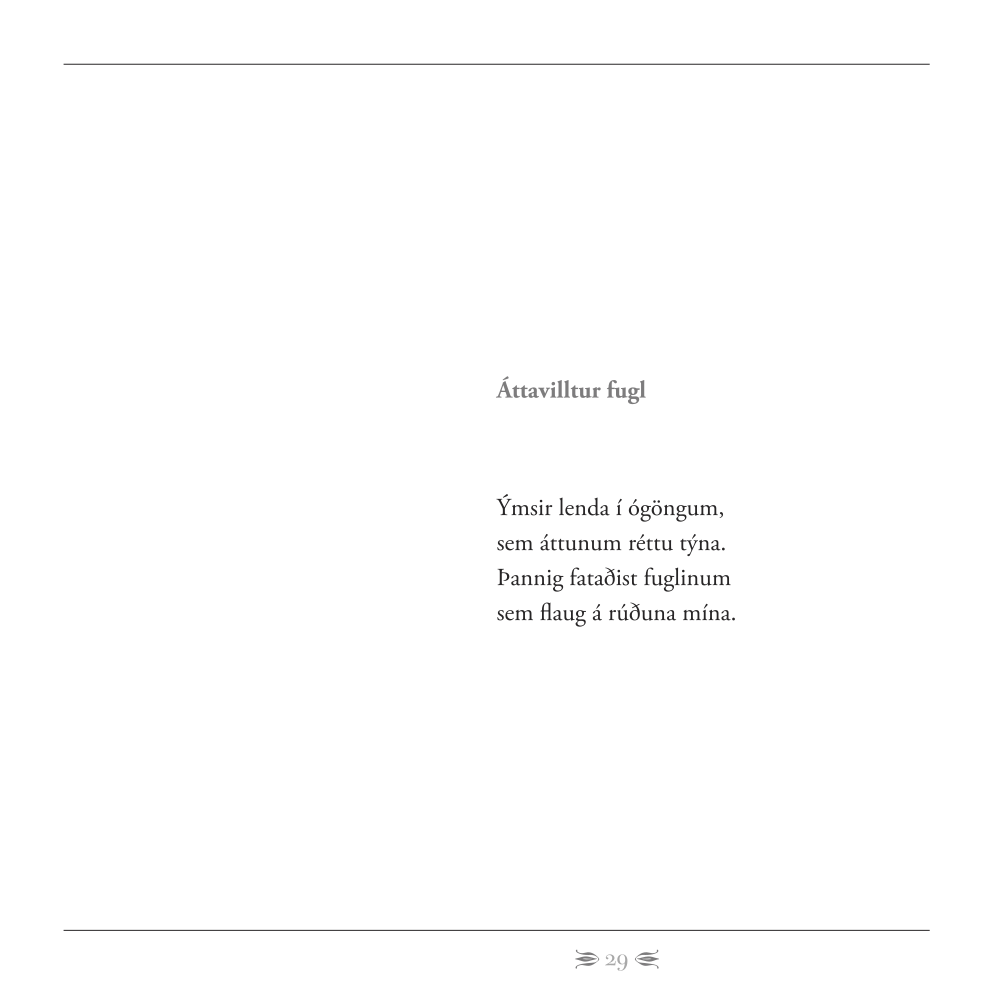 Áttavilltur fugl
Ýmsir lenda í ógöngum,
sem áttunum réttu týna.
Þannig fataðist fuglinum
sem flaug á rúðuna mína.
29